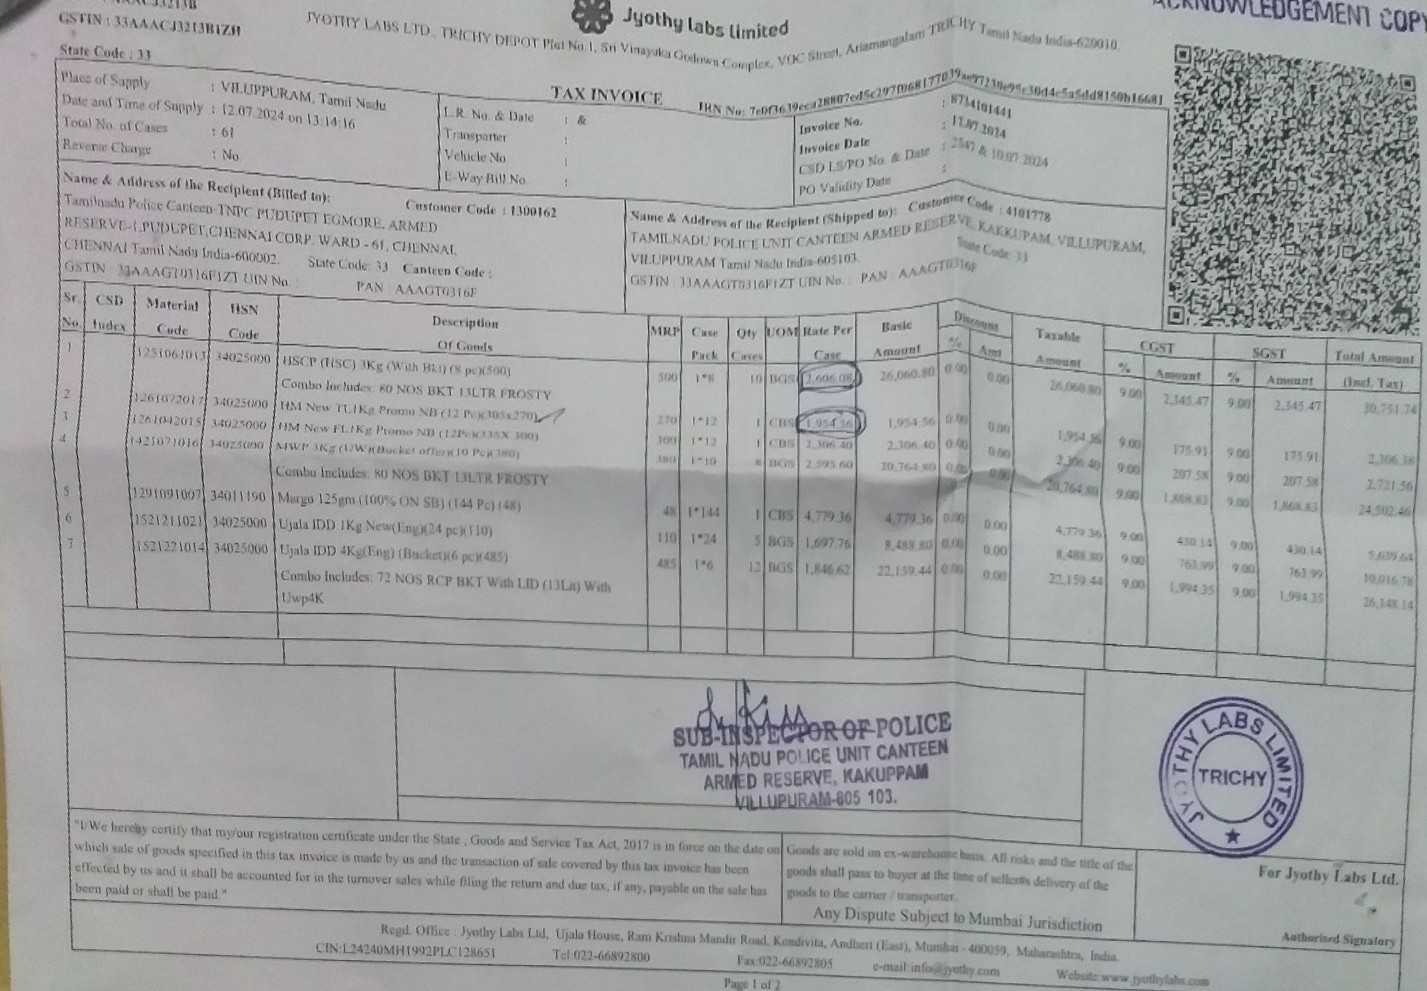 ACKNOWLEDGEMENT COPY
Jyothy Labs Limited
GSTIN : 33AAACJ3213B1ZH
JYOTHY LABS LTD., TRICHY DEPOT Plot No.1, Sri Vinayaka Godown Complex, VOC Street, Ariamangalam TRICHY Tamil Nadu India-620010.
State Code : 33
TAX INVOICE
Place of Supply : VILUPPURAM, Tamil Nadu
Date and Time of Supply : 12.07.2024 on 13:14:16
Total No. of Cases : 61
Reverse Charge : No
L.R. No. & Date : &
Transporter :
Vehicle No :
E-Way Bill No :
Invoice No. : 8714101441
Invoice Date : 12.07.2024
CSD LS/PO No. & Date : 2547 & 10.07.2024
PO Validity Date :
Name & Address of the Recipient (Billed to): Customer Code : 1300162
Tamilnadu Police Canteen-TNPC PUDUPET EGMORE, ARMED
RESERVE-1,PUDUPET,CHENNAI CORP. WARD - 61, CHENNAI,
CHENNAI Tamil Nadu India-600002. State Code: 33 Canteen Code :
GSTIN : 33AAAGT0316F1ZT UIN No. : PAN : AAAGT0316F
Name & Address of the Recipient (Shipped to): Customer Code : 4101778
TAMILNADU POLICE UNIT CANTEEN ARMED RESERVE, KAKKUPAM, VILLUPURAM,
VILUPPURAM Tamil Nadu India-605103. State Code: 33
GSTIN : 33AAAGT0316F1ZT UIN No. : PAN : AAAGT0316F
Sr. No. CSD Index Material Code HSN Code Description Of Goods MRP Case Pack Qty Cases UOM Rate Per Case Basic Amount Discount % Amt Taxable Amount CGST % Amount SGST % Amount Total Amount (Incl. Tax)
1 1251061013 34025000 HSCP (HSC) 3Kg (With Bkt) (8 pc)(500) 500 1*8 10 BGS 2,606.08 26,060.80 0.00 0.00 26,060.80 9.00 2,345.47 9.00 2,345.47 30,751.74
Combo Includes: 80 NOS BKT 13LTR FROSTY
2 1261072017 34025000 HM New TL1Kg Promo NB (12 Pc)(305x270) 270 1*12 1 CBS 1,954.56 1,954.56 0.00 0.00 1,954.56 9.00 175.91 9.00 175.91 2,306.38
3 1261042015 34025000 HM New FL1Kg Promo NB (12Pc)(335X 300) 300 1*12 1 CBS 2,306.40 2,306.40 0.00 0.00 2,306.40 9.00 207.58 9.00 207.58 2,721.56
4 1421071016 34025000 MWP 3Kg (UW)(Bucket offer)(10 Pc)(380) 380 1*10 8 BGS 2,595.60 20,764.80 0.00 0.00 20,764.80 9.00 1,868.83 9.00 1,868.83 24,502.46
Combo Includes: 80 NOS BKT 13LTR FROSTY
5 1291091007 34011190 Margo 125gm (100% ON SB) (144 Pc) (48) 48 1*144 1 CBS 4,779.36 4,779.36 0.00 0.00 4,779.36 9.00 430.14 9.00 430.14 5,639.64
6 1521211021 34025000 Ujala IDD 1Kg New(Eng)(24 pc)(110) 110 1*24 5 BGS 1,697.76 8,488.80 0.00 0.00 8,488.80 9.00 763.99 9.00 763.99 10,016.78
7 1521221014 34025000 Ujala IDD 4Kg(Eng) (Bucket)(6 pc)(485) 485 1*6 12 BGS 1,846.62 22,159.44 0.00 0.00 22,159.44 9.00 1,994.35 9.00 1,994.35 26,148.14
Combo Includes: 72 NOS RCP BKT With LID (13Lit) With
Uwp4K
SUB-INSPECTOR OF POLICE
TAMIL NADU POLICE UNIT CANTEEN
ARMED RESERVE, KAKUPPAM
VILLUPURAM-605 103.
JYOTHY LABS LIMITED
TRICHY
"I/We hereby certify that my/our registration certificate under the State , Goods and Service Tax Act, 2017 is in force on the date on
which sale of goods specified in this tax invoice is made by us and the transaction of sale covered by this tax invoice has been
effected by us and it shall be accounted for in the turnover sales while filing the return and due tax, if any, payable on the sale has
been paid or shall be paid."
Goods are sold on ex-warehouse basis. All risks and the title of the
goods shall pass to buyer at the time of seller#s delivery of the
goods to the carrier / transporter.
Any Dispute Subject to Mumbai Jurisdiction
For Jyothy Labs Ltd.
Authorised Signatory
Regd. Office : Jyothy Labs Ltd, Ujala House, Ram Krishna Mandir Road, Kondivita, Andheri (East), Mumbai - 400059, Maharashtra, India.
CIN:L24240MH1992PLC128651 Tel:022-66892800 Fax:022-66892805 e-mail:info@jyothy.com Website:www.jyothylabs.com
Page 1 of 2